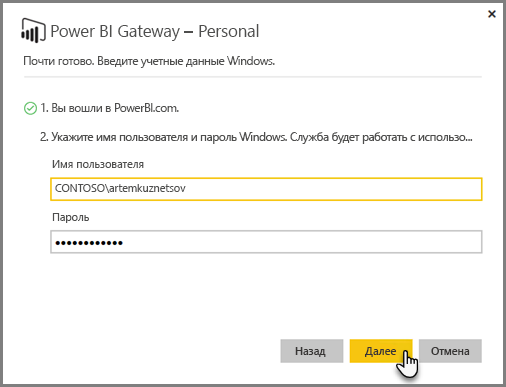 Power BI Gateway – Personal
Почти готово. Введите учетные данные Windows.
1. Вы вошли в PowerBI.com.
2. Укажите имя пользователя и пароль Windows. Служба будет работать с использо...
Имя пользователя
CONTOSO\artemkuznetsov
Пароль
••••••••••••
Назад Далее Отмена